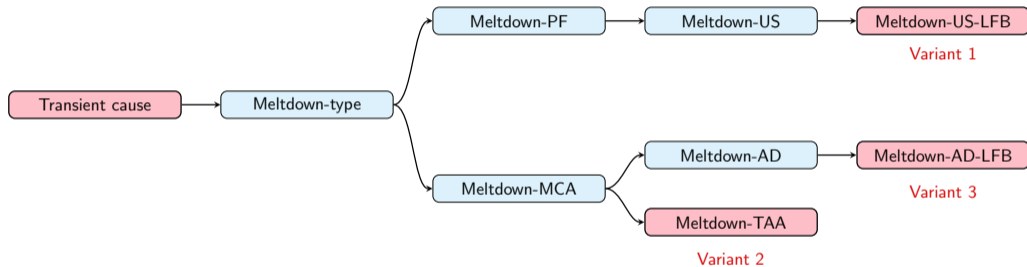 Meltdown-PF
Meltdown-US
Meltdown-US-LFB
Variant 1
Transient cause
Meltdown-type
Meltdown-AD
Meltdown-AD-LFB
Meltdown-MCA
Variant 3
Meltdown-TAA
Variant 2